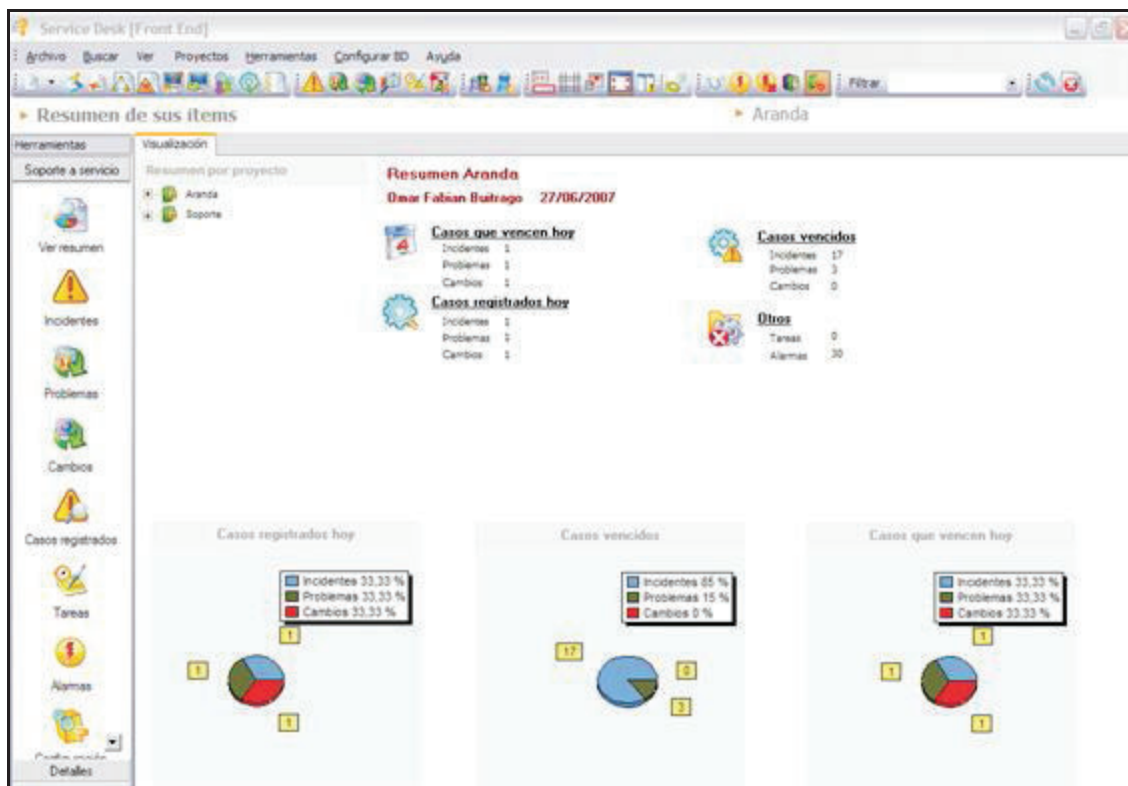 Service Desk [Front End]
Archivo Buscar Ver Proyectos Herramientas Configurar BD Ayuda
Filtrar
Resumen de sus ítems
Aranda
Herramientas
Visualización
Soporte a servicio
Ver resumen
Incidentes
Problemas
Cambios
Casos registrados
Tareas
Alarmas
Detalles
Resumen por proyecto
Aranda
Soporte
Resumen Aranda
Omar Fabian Buitrago 27/06/2007
Casos que vencen hoy
Incidentes 1
Problemas 1
Cambios 1
Casos registrados hoy
Incidentes 1
Problemas 1
Cambios 1
Casos vencidos
Incidentes 17
Problemas 3
Cambios 0
Otros
Tareas 0
Alarmas 30
Casos registrados hoy
Incidentes 33,33 %
Problemas 33,33 %
Cambios 33,33 %
1
1
1
Casos vencidos
Incidentes 85 %
Problemas 15 %
Cambios 0 %
17
0
3
Casos que vencen hoy
Incidentes 33,33 %
Problemas 33,33 %
Cambios 33,33 %
1
1
1